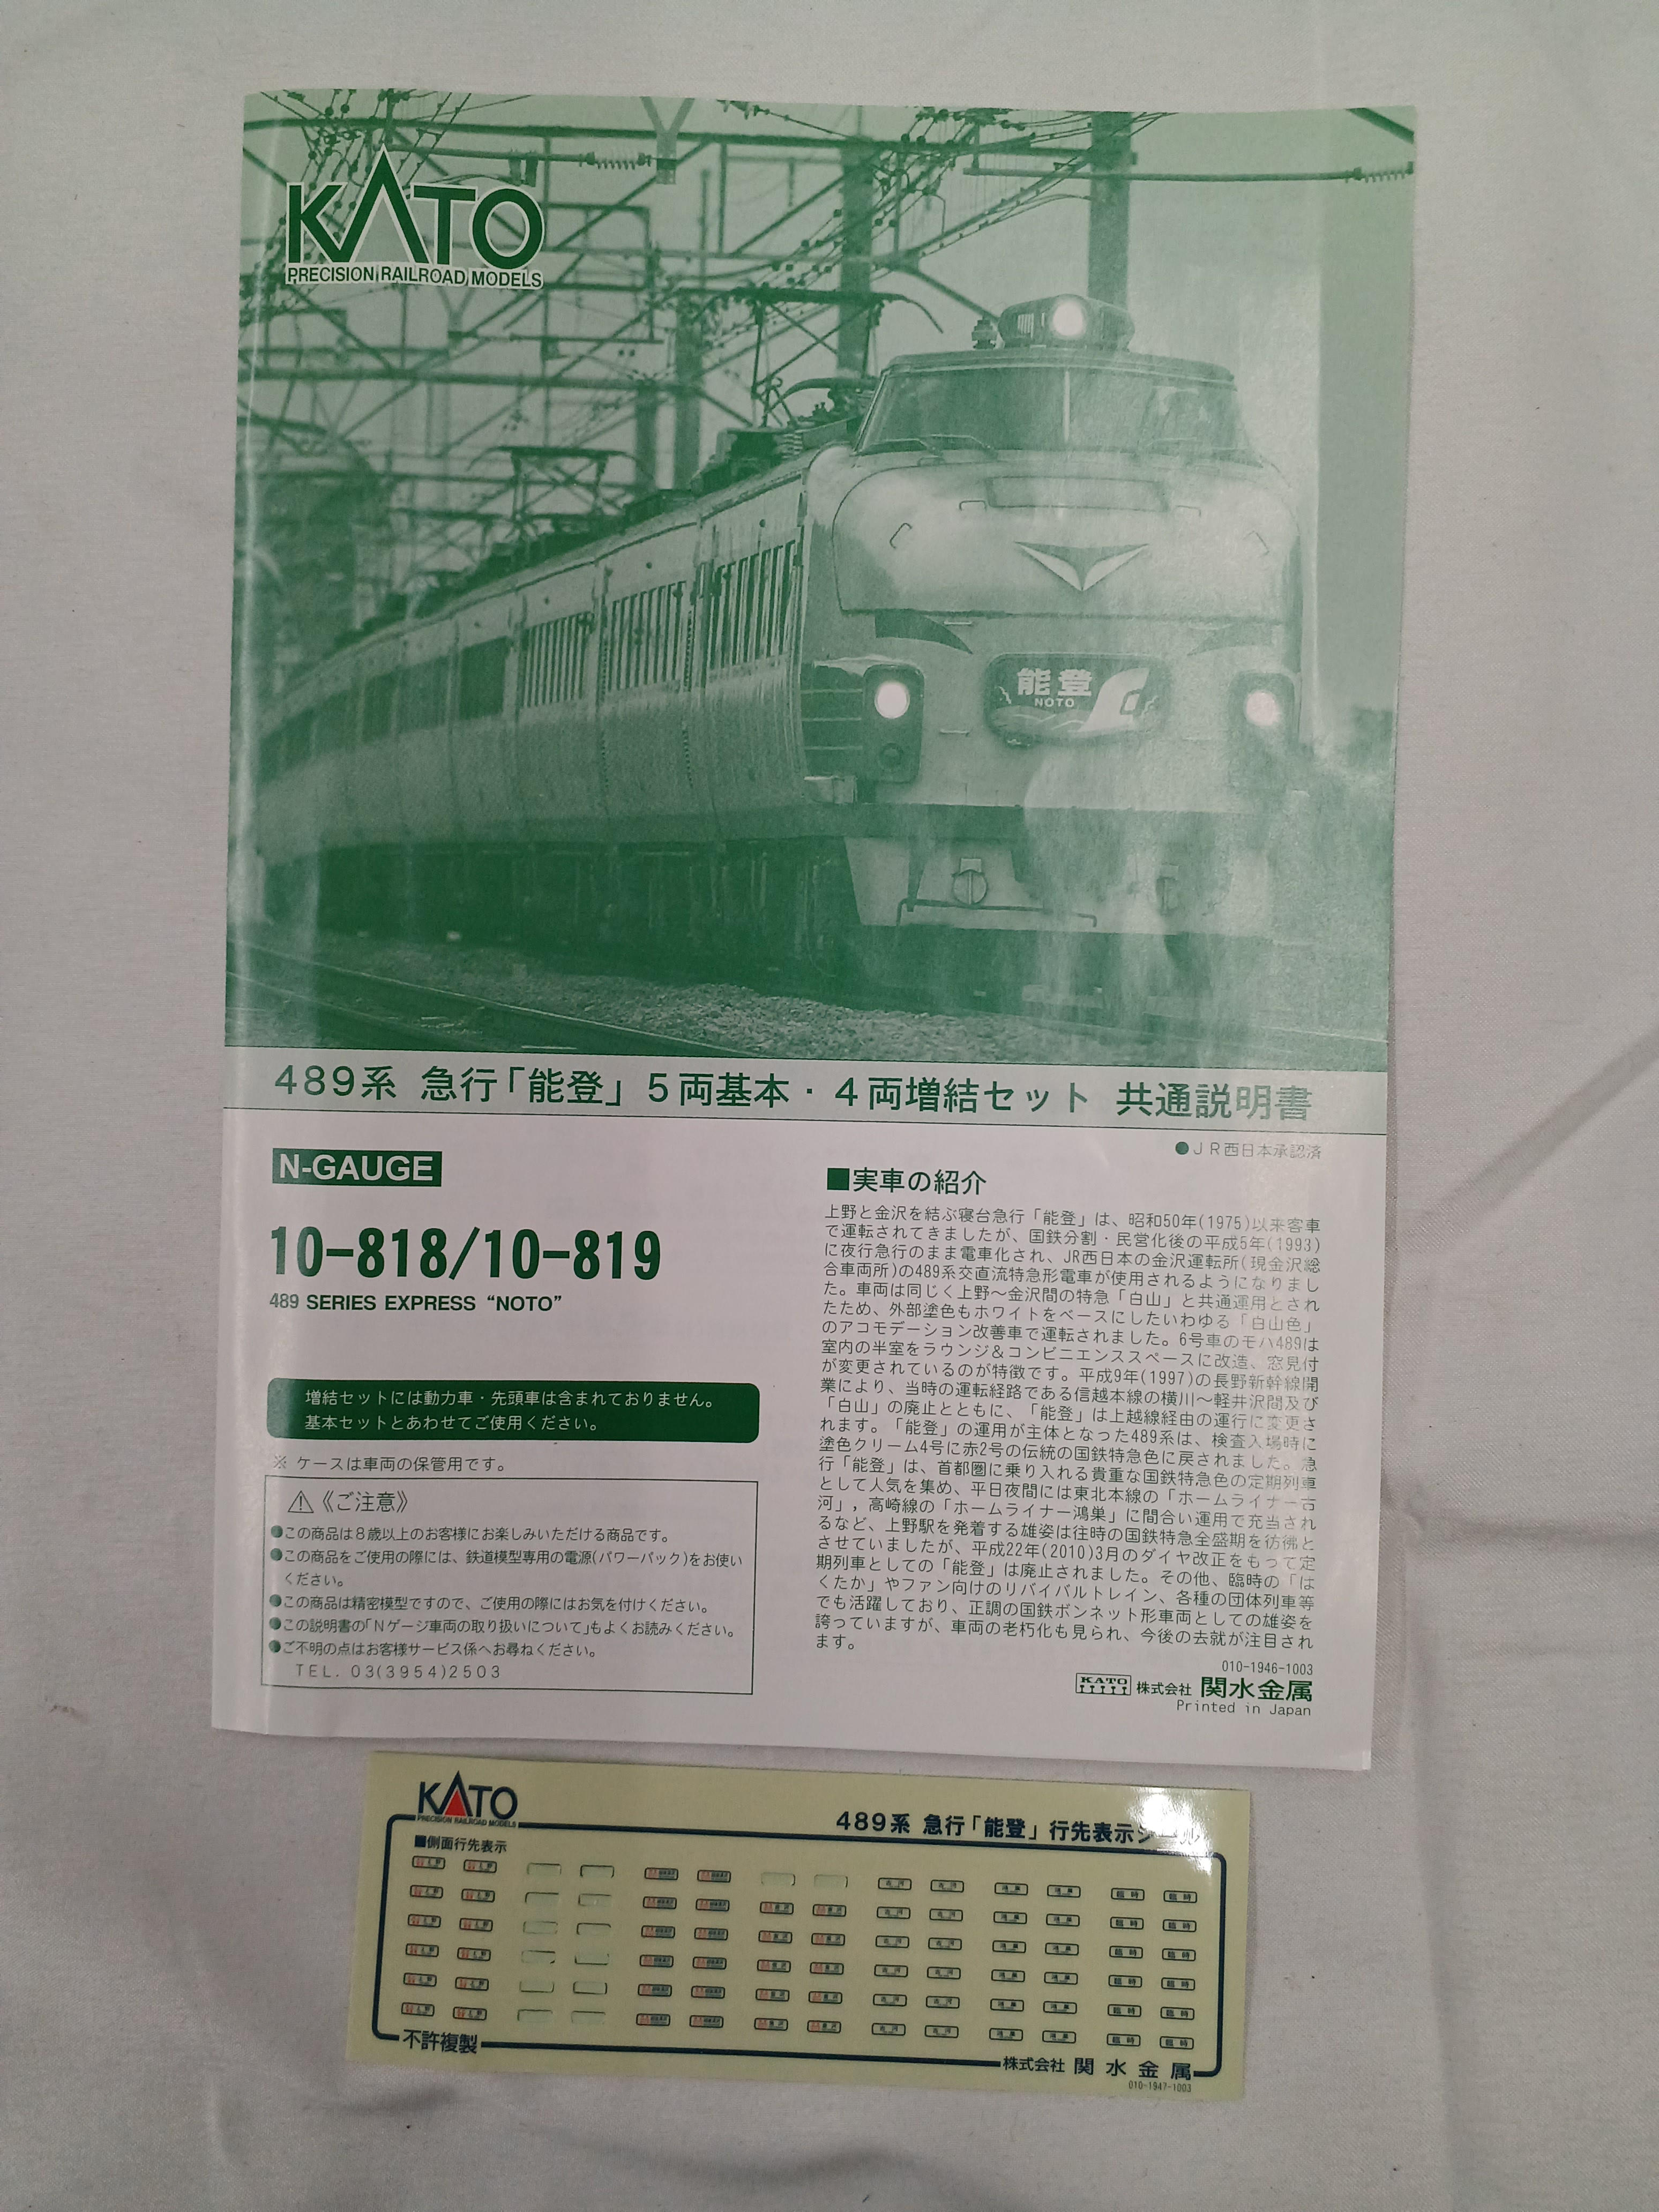 KATO
PRECISION RAILROAD MODELS
能登
NOTO
489系 急行「能登」5両基本・4両増結セット 共通説明書
●JR西日本承認済
N-GAUGE
10-818/10-819
489 SERIES EXPRESS “NOTO”
増結セットには動力車・先頭車は含まれておりません。
基本セットとあわせてご使用ください。
※ ケースは車両の保管用です。
⚠《ご注意》
●この商品は8歳以上のお客様にお楽しみいただける商品です。
●この商品をご使用の際には、鉄道模型専用の電源(パワーパック)をお使い
ください。
●この商品は精密模型ですので、ご使用の際にはお気を付けください。
●この説明書の「Nゲージ車両の取り扱いについて」もよくお読みください。
●ご不明の点はお客様サービス係へお尋ねください。
TEL. 03(3954)2503
■実車の紹介
上野と金沢を結ぶ寝台急行「能登」は、昭和50年(1975)以来客車
で運転されてきましたが、国鉄分割・民営化後の平成5年(1993)
に夜行急行のまま電車化され、JR西日本の金沢運転所(現金沢総
合車両所)の489系交直流特急形電車が使用されるようになりまし
た。車両は同じく上野～金沢間の特急「白山」と共通運用とされ
たため、外部塗色もホワイトをベースにしたいわゆる「白山色」
のアコモデーション改善車で運転されました。6号車のモハ489は
室内の半室をラウンジ&コンビニエンススペースに改造、窓見付
が変更されているのが特徴です。平成9年(1997)の長野新幹線開
業により、当時の運転経路である信越本線の横川～軽井沢間及び
「白山」の廃止とともに、「能登」は上越線経由の運行に変更さ
れます。「能登」の運用が主体となった489系は、検査入場時に
塗色クリーム4号に赤2号の伝統の国鉄特急色に戻されました。急
行「能登」は、首都圏に乗り入れる貴重な国鉄特急色の定期列車
として人気を集め、平日夜間には東北本線の「ホームライナー古
河」，高崎線の「ホームライナー鴻巣」に間合い運用で充当され
るなど、上野駅を発着する雄姿は往時の国鉄特急全盛期を彷彿と
させていましたが、平成22年(2010)3月のダイヤ改正をもって定
期列車としての「能登」は廃止されました。その他、臨時の「は
くたか」やファン向けのリバイバルトレイン、各種の団体列車等
でも活躍しており、正調の国鉄ボンネット形車両としての雄姿を
誇っていますが、車両の老朽化も見られ、今後の去就が注目され
ます。
010-1946-1003
KATO 株式会社 関水金属
Printed in Japan
KATO
PRECISION RAILROAD MODELS
489系 急行「能登」行先表示シール
■側面行先表示
臨時 臨時
臨時 臨時
臨時 臨時
臨時 臨時
臨時 臨時
臨時 臨時
不許複製
株式会社 関水金属
010-1947-1003